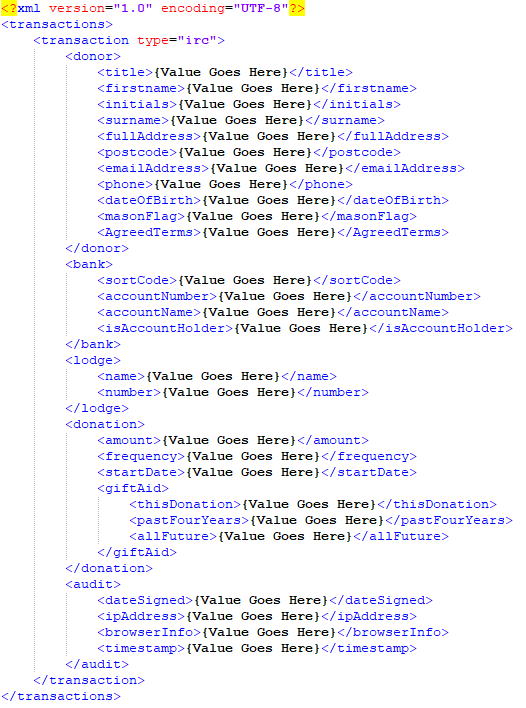 <?xml version="1.0" encoding="UTF-8"?>
<transactions>
    <transaction type="irc">
        <donor>
            <title>{Value Goes Here}</title>
            <firstname>{Value Goes Here}</firstname>
            <initials>{Value Goes Here}</initials>
            <surname>{Value Goes Here}</surname>
            <fullAddress>{Value Goes Here}</fullAddress>
            <postcode>{Value Goes Here}</postcode>
            <emailAddress>{Value Goes Here}</emailAddress>
            <phone>{Value Goes Here}</phone>
            <dateOfBirth>{Value Goes Here}</dateOfBirth>
            <masonFlag>{Value Goes Here}</masonFlag>
            <AgreedTerms>{Value Goes Here}</AgreedTerms>
        </donor>
        <bank>
            <sortCode>{Value Goes Here}</sortCode>
            <accountNumber>{Value Goes Here}</accountNumber>
            <accountName>{Value Goes Here}</accountName>
            <isAccountHolder>{Value Goes Here}</isAccountHolder>
        </bank>
        <lodge>
            <name>{Value Goes Here}</name>
            <number>{Value Goes Here}</number>
        </lodge>
        <donation>
            <amount>{Value Goes Here}</amount>
            <frequency>{Value Goes Here}</frequency>
            <startDate>{Value Goes Here}</startDate>
            <giftAid>
                <thisDonation>{Value Goes Here}</thisDonation>
                <pastFourYears>{Value Goes Here}</pastFourYears>
                <allFuture>{Value Goes Here}</allFuture>
            </giftAid>
        </donation>
        <audit>
            <dateSigned>{Value Goes Here}</dateSigned>
            <ipAddress>{Value Goes Here}</ipAddress>
            <browserInfo>{Value Goes Here}</browserInfo>
            <timestamp>{Value Goes Here}</timestamp>
        </audit>
    </transaction>
</transactions>